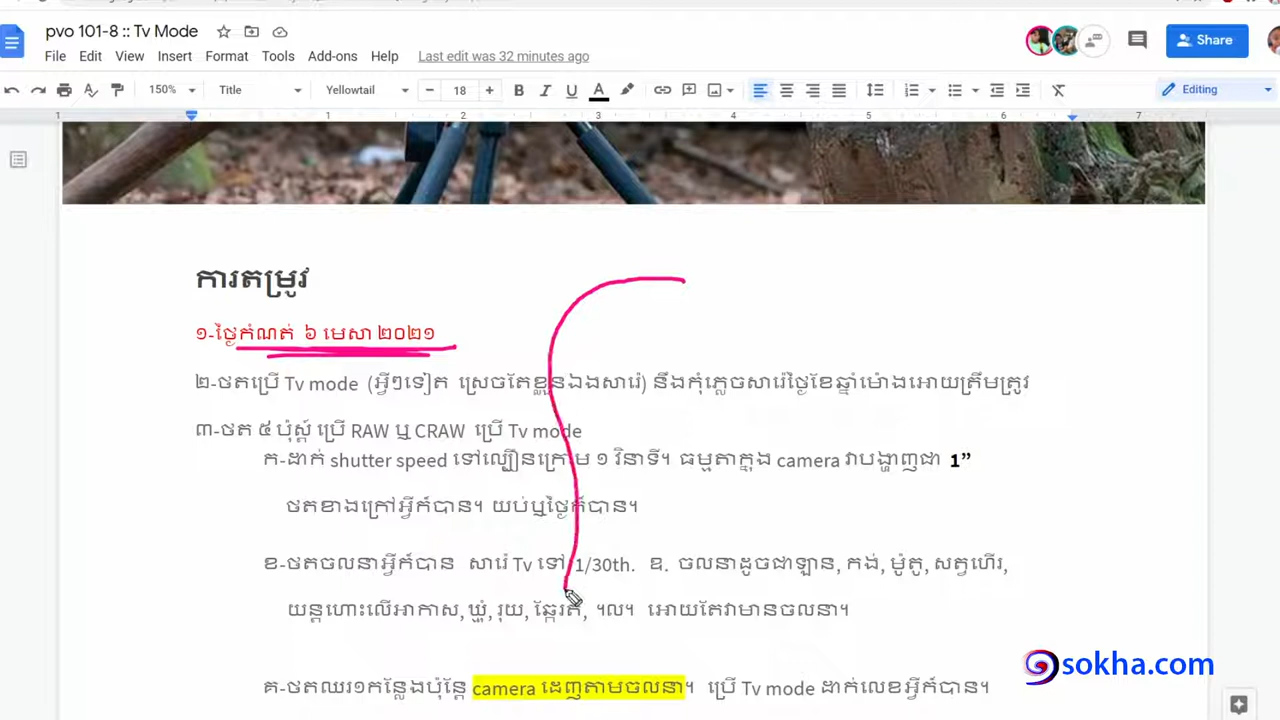 pvo 101-8 :: Tv Mode
File Edit View Insert Format Tools Add-ons Help Last edit was 32 minutes ago
Share
150% Title Yellowtail 18 B I U A Editing
1 1 2 3 4 5 6 7
ការតម្រូវ
១-ថ្ងៃកំណត់ ៦ មេសា ២០២១
២-ថតប្រើ Tv mode (អ្វីៗទៀត ស្រេចតែខ្លួនឯងសារ៉េ) នឹងកុំភ្លេចសារ៉េថ្ងៃខែឆ្នាំម៉ោងអោយត្រឹមត្រូវ
៣-ថត ៥ ប៉ុស្ត៍ ប្រើ RAW ឬ CRAW ប្រើ Tv mode
ក-ដាក់ shutter speed ទៅល្បឿនក្រោម ១ វិនាទី។ ធម្មតាក្នុង camera វាបង្ហាញជា 1”
ថតខាងក្រៅអ្វីក៍បាន។ យប់ឬថ្ងៃក៍បាន។
ខ-ថតចលនាអ្វីក៍បាន សារ៉េ Tv ទៅ 1/30th. ឧ. ចលនាដូចជាឡាន, កង់, ម៉ូតូ, សត្វហើរ,
យន្តហោះលើអាកាស, ឃ្មុំ, រុយ, ឆ្កែរត់, ។ល។ អោយតែវាមានចលនា។
គ-ថតឈរ១កន្លែងប៉ុន្តែ camera ដេញតាមចលនា។ ប្រើ Tv mode ដាក់លេខអ្វីក៍បាន។
sokha.com